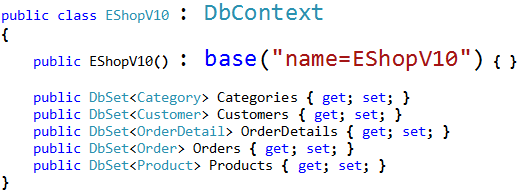 public class EShopV10 : DbContext
{
public EShopV10() : base("name=EShopV10") { }
public DbSet<Category> Categories { get; set; }
public DbSet<Customer> Customers { get; set; }
public DbSet<OrderDetail> OrderDetails { get; set; }
public DbSet<Order> Orders { get; set; }
public DbSet<Product> Products { get; set; }
}